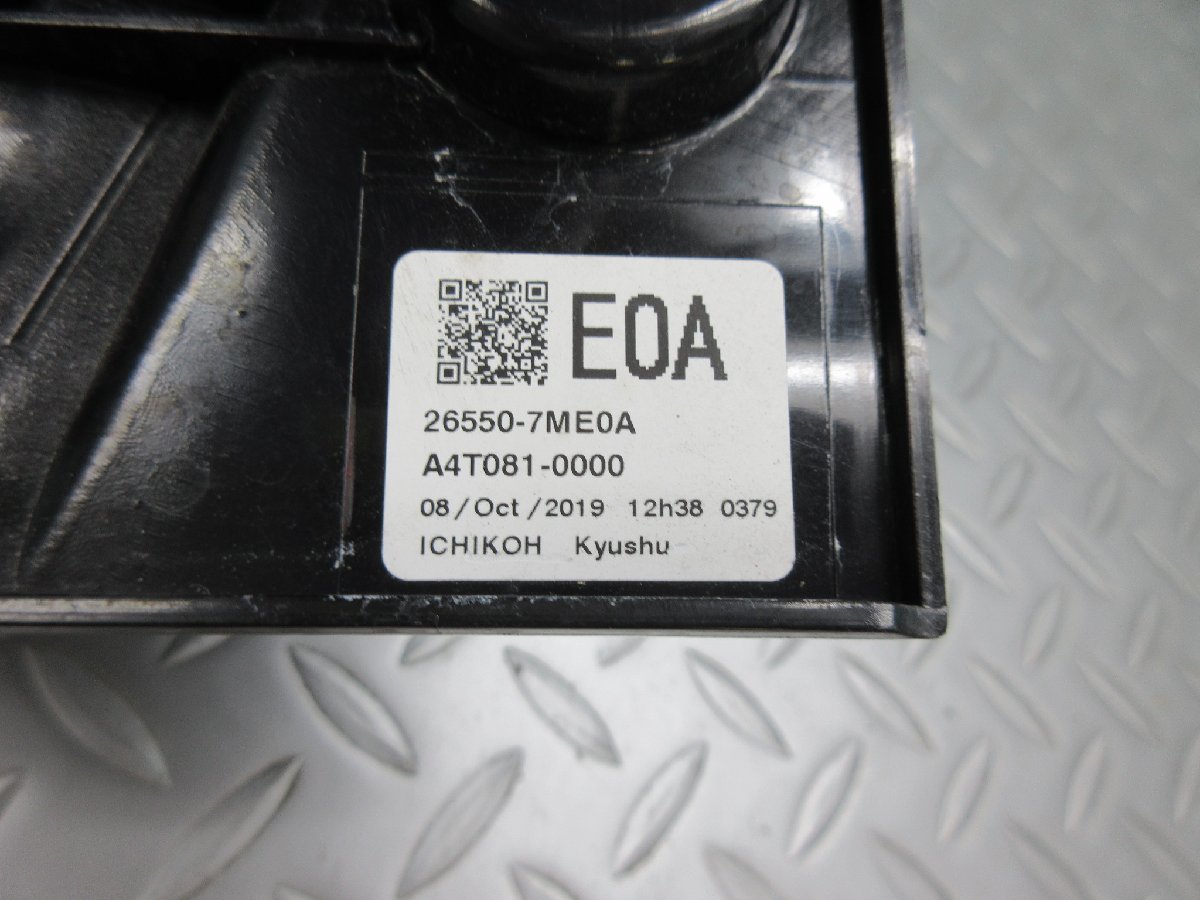 E0A
26550-7ME0A
A4T081-0000
08/Oct/2019 12h38 0379
ICHIKOH Kyushu